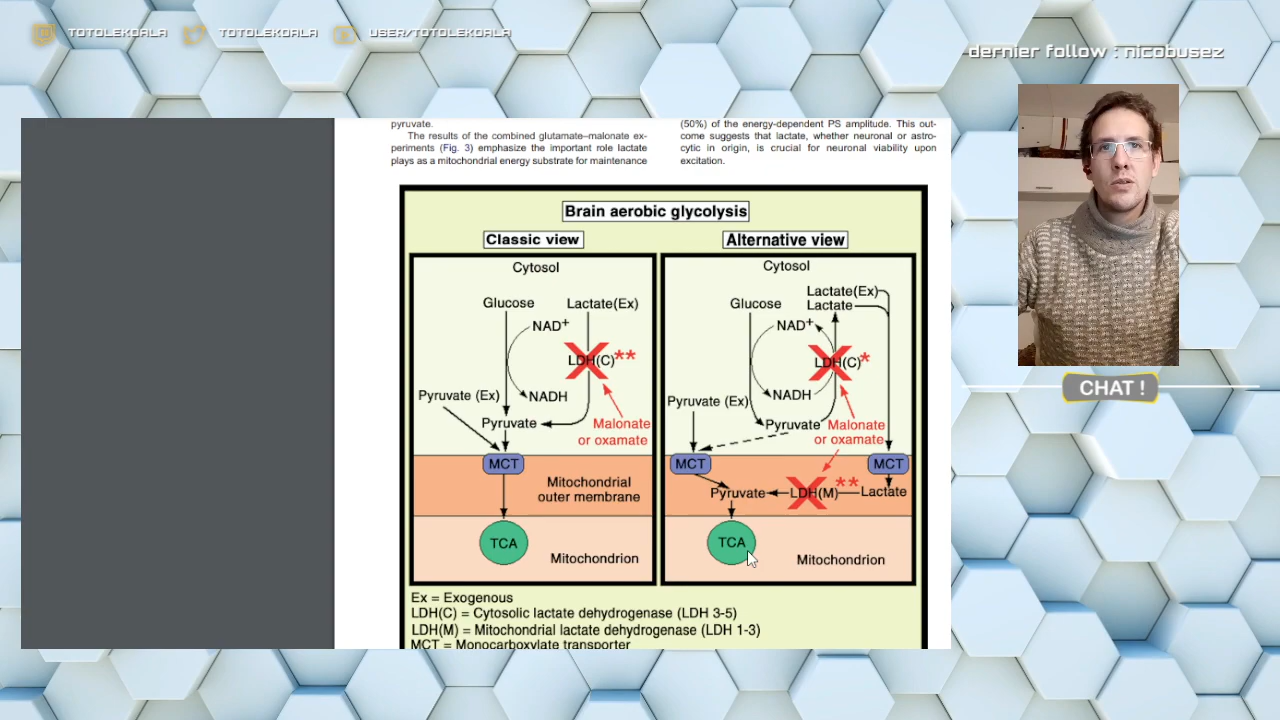 TOTOLEKOALA TOTOLEKOALA USER/TOTOLEKOALA
dernier follow : nicobusez
CHAT !
pyruvate.
The results of the combined glutamate–malonate ex-
periments (Fig. 3) emphasize the important role lactate
plays as a mitochondrial energy substrate for maintenance
(50%) of the energy-dependent PS amplitude. This out-
come suggests that lactate, whether neuronal or astro-
cytic in origin, is crucial for neuronal viability upon
excitation.
Brain aerobic glycolysis
Classic view
Cytosol
Glucose Lactate(Ex)
NAD+
LDH(C)**
Pyruvate (Ex) NADH
Pyruvate Malonate
or oxamate
MCT
Mitochondrial
outer membrane
TCA
Mitochondrion
Alternative view
Cytosol
Lactate(Ex)
Glucose Lactate
NAD+
LDH(C)*
Pyruvate (Ex) NADH
Pyruvate Malonate
or oxamate
MCT MCT
Pyruvate LDH(M)** Lactate
TCA
Mitochondrion
Ex = Exogenous
LDH(C) = Cytosolic lactate dehydrogenase (LDH 3-5)
LDH(M) = Mitochondrial lactate dehydrogenase (LDH 1-3)
MCT = Monocarboxylate transporter